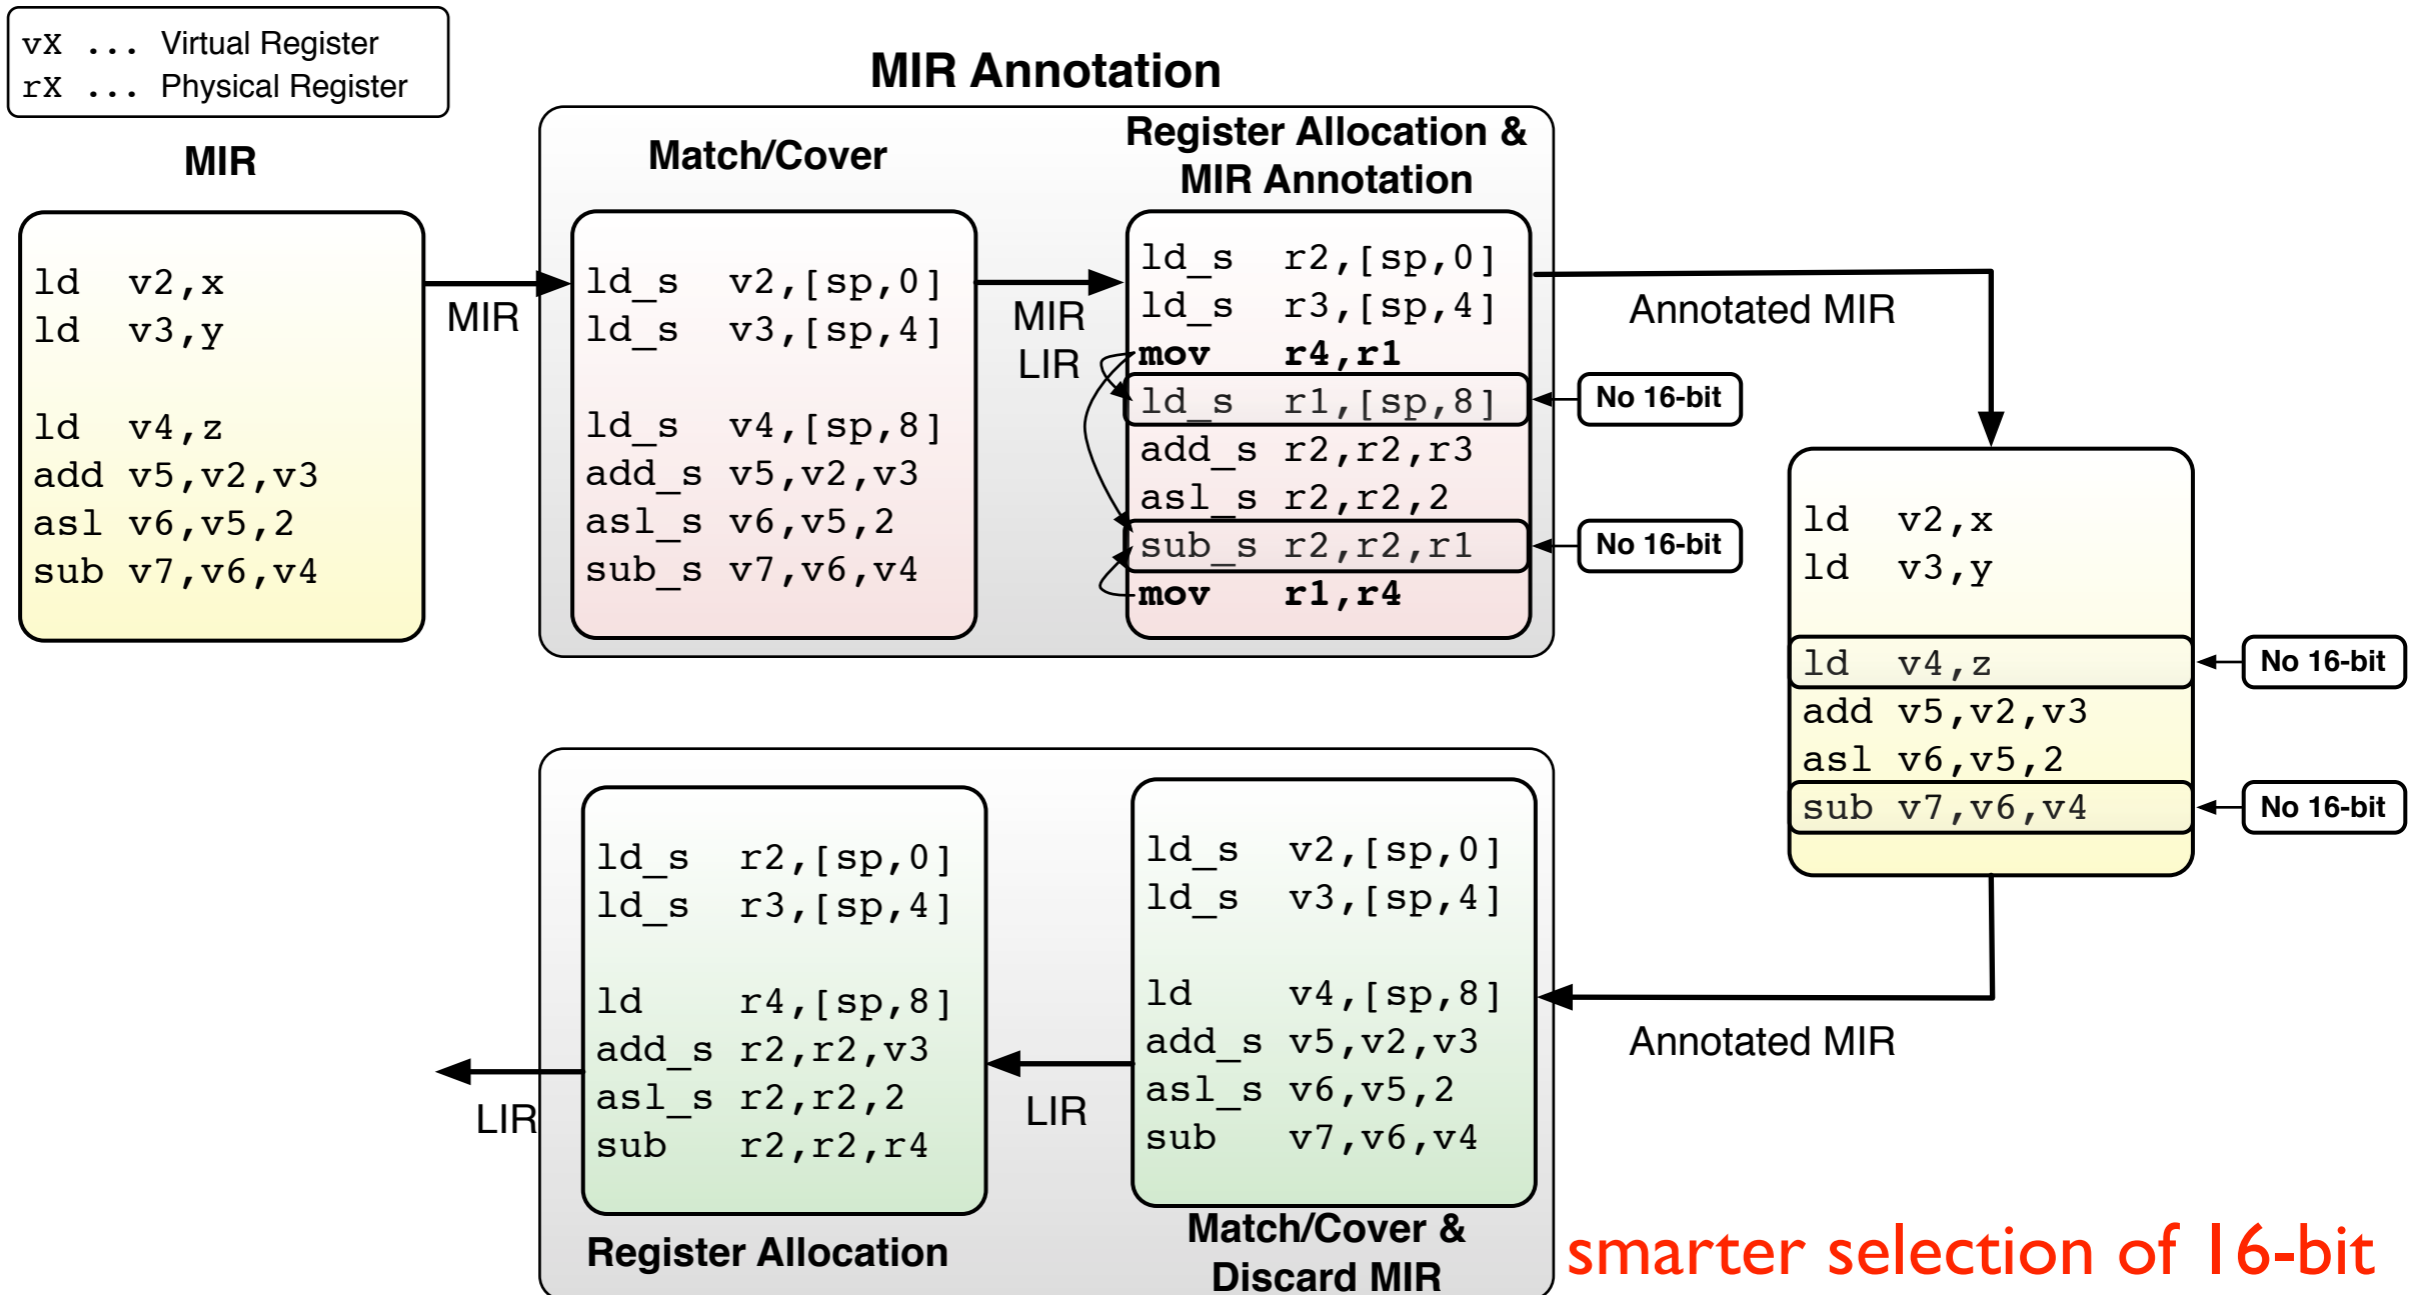 vX ... Virtual Register
rX ... Physical Register
MIR Annotation
MIR
ld v2,x
ld v3,y
ld v4,z
add v5,v2,v3
asl v6,v5,2
sub v7,v6,v4
MIR
Match/Cover
ld_s v2,[sp,0]
ld_s v3,[sp,4]
ld_s v4,[sp,8]
add_s v5,v2,v3
asl_s v6,v5,2
sub_s v7,v6,v4
MIR
LIR
Register Allocation &
MIR Annotation
ld_s r2,[sp,0]
ld_s r3,[sp,4]
mov r4,r1
ld_s r1,[sp,8]
add_s r2,r2,r3
asl_s r2,r2,2
sub_s r2,r2,r1
mov r1,r4
No 16-bit
No 16-bit
Annotated MIR
ld v2,x
ld v3,y
ld v4,z
add v5,v2,v3
asl v6,v5,2
sub v7,v6,v4
No 16-bit
No 16-bit
Annotated MIR
ld_s v2,[sp,0]
ld_s v3,[sp,4]
ld v4,[sp,8]
add_s v5,v2,v3
asl_s v6,v5,2
sub v7,v6,v4
Match/Cover &
Discard MIR
LIR
ld_s r2,[sp,0]
ld_s r3,[sp,4]
ld r4,[sp,8]
add_s r2,r2,v3
asl_s r2,r2,2
sub r2,r2,r4
Register Allocation
LIR
smarter selection of 16-bit